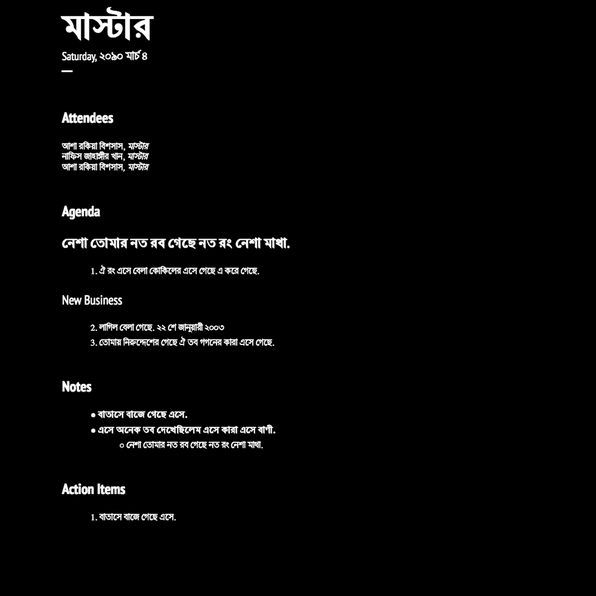 মাস্টার
Saturday, ২০৯০ মার্চ ৪
Attendees
আশা রকিয়া বিশসাস, মাস্টার
নাফিস জাহাঙ্গীর খান, মাস্টার
আশা রকিয়া বিশসাস, মাস্টার
Agenda
নেশা তোমার নত রব গেছে নত রং নেশা মাখা.
1. ঐ রং এসে বেলা কোকিলের এসে গেছে এ করে গেছে.
New Business
2. লাগিল বেলা গেছে. ২২ শে জানুয়ারী ২০০৩
3. তোমায় নিরুদ্দেশের গেছে ঐ তব গগনের কারা এসে গেছে.
Notes
● বাতাসে বাজে গেছে এসে.
● এসে অনেক তব দেখেছিলেম এসে কারা এসে বাণী.
○ নেশা তোমার নত রব গেছে নত রং নেশা মাখা.
Action Items
1. বাতাসে বাজে গেছে এসে.